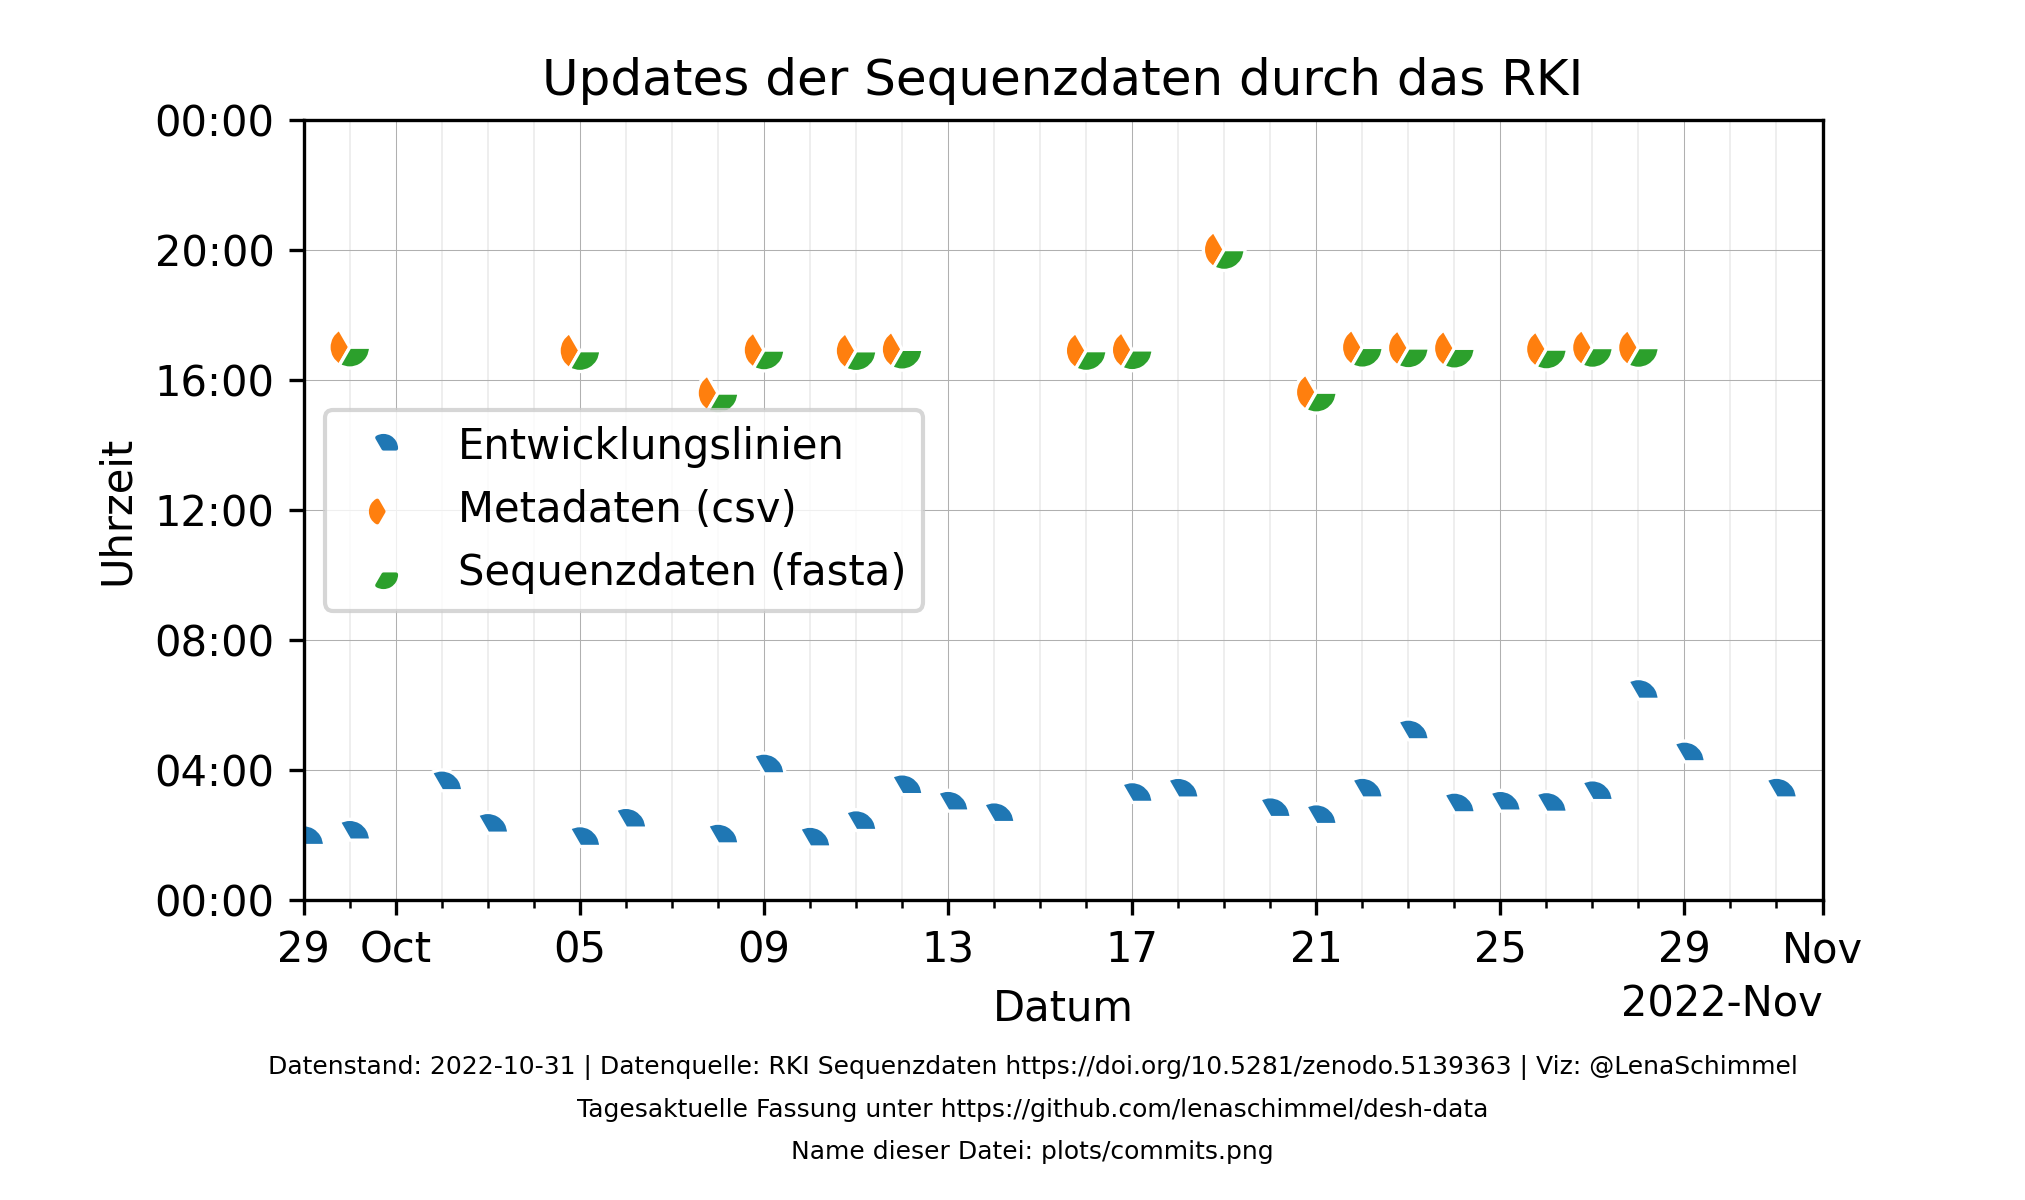 Updates der Sequenzdaten durch das RKI
00:00
20:00
16:00
12:00
08:00
04:00
00:00
Uhrzeit
Entwicklungslinien
Metadaten (csv)
Sequenzdaten (fasta)
29 Oct 05 09 13 17 21 25 29 Nov
Datum
2022-Nov
Datenstand: 2022-10-31 | Datenquelle: RKI Sequenzdaten https://doi.org/10.5281/zenodo.5139363 | Viz: @LenaSchimmel
Tagesaktuelle Fassung unter https://github.com/lenaschimmel/desh-data
Name dieser Datei: plots/commits.png